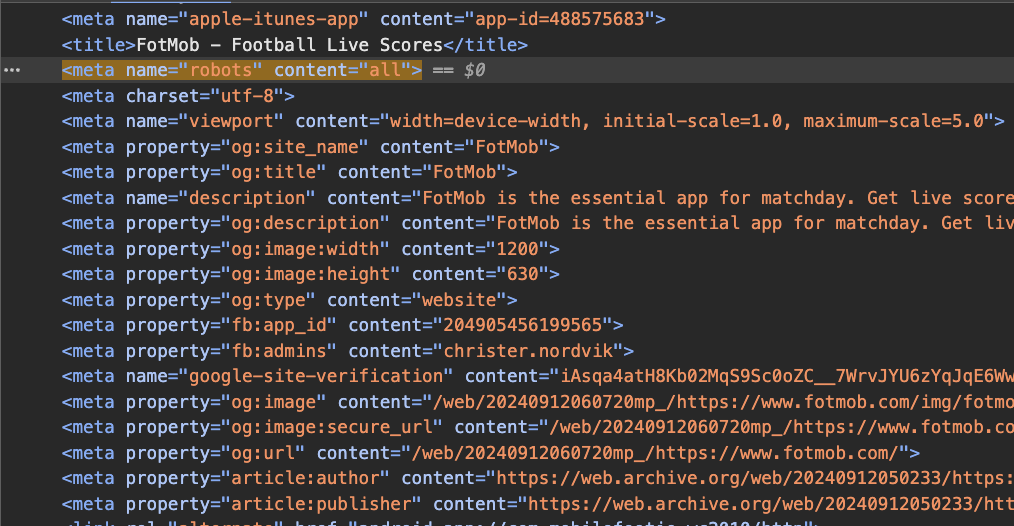 <meta name="apple-itunes-app" content="app-id=488575683">
<title>FotMob – Football Live Scores</title>
••• <meta name="robots" content="all"> == $0
<meta charset="utf-8">
<meta name="viewport" content="width=device-width, initial-scale=1.0, maximum-scale=5.0">
<meta property="og:site_name" content="FotMob">
<meta property="og:title" content="FotMob">
<meta name="description" content="FotMob is the essential app for matchday. Get live score
<meta property="og:description" content="FotMob is the essential app for matchday. Get liv
<meta property="og:image:width" content="1200">
<meta property="og:image:height" content="630">
<meta property="og:type" content="website">
<meta property="fb:app_id" content="204905456199565">
<meta property="fb:admins" content="christer.nordvik">
<meta name="google-site-verification" content="iAsqa4atH8Kb02MqS9Sc0oZC__7WrvJYU6zYqJqE6Ww
<meta property="og:image" content="/web/20240912060720mp_/https://www.fotmob.com/img/fotmo
<meta property="og:image:secure_url" content="/web/20240912060720mp_/https://www.fotmob.co
<meta property="og:url" content="/web/20240912060720mp_/https://www.fotmob.com/">
<meta property="article:author" content="https://web.archive.org/web/20240912050233/https:
<meta property="article:publisher" content="https://web.archive.org/web/20240912050233/htt